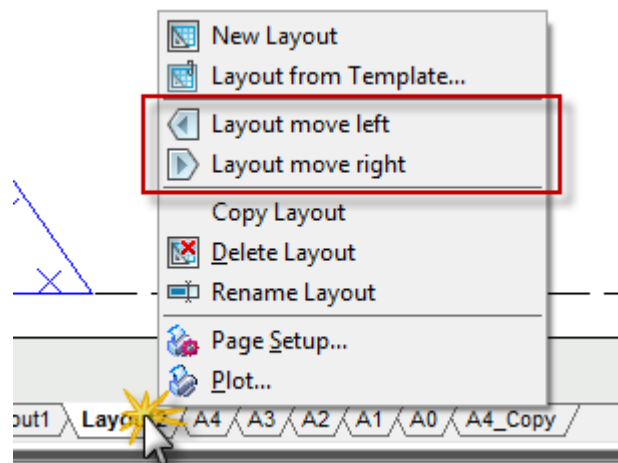 New Layout
Layout from Template...
Layout move left
Layout move right
Copy Layout
Delete Layout
Rename Layout
Page Setup...
Plot...
out1 Layout2 A4 A3 A2 A1 A0 A4_Copy